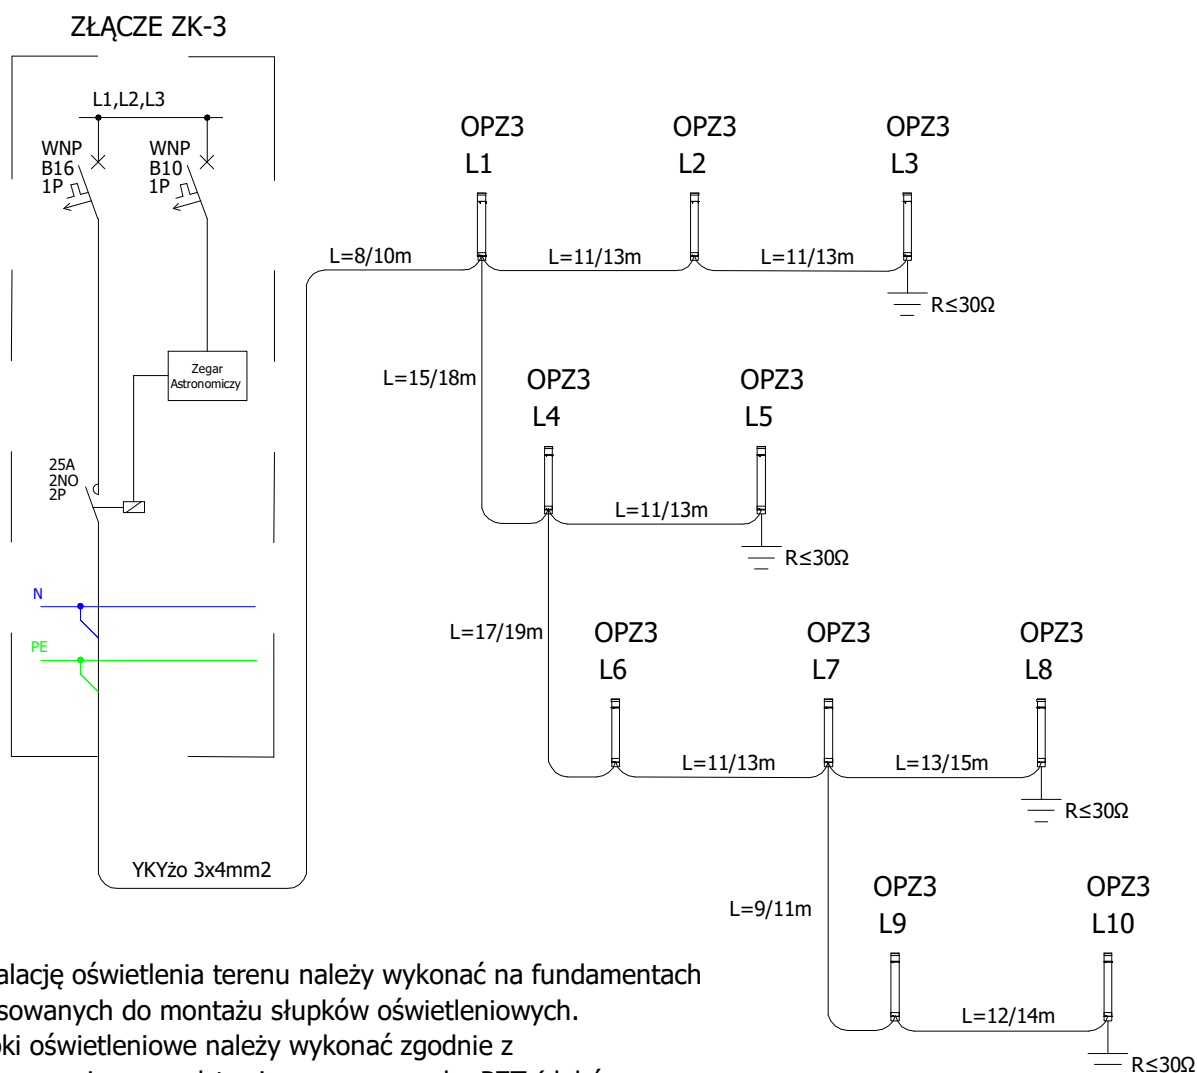 ZŁĄCZE ZK-3
L1,L2,L3
WNP
B16
1P
WNP
B10
1P
Zegar
Astronomiczy
25A
2NO
2P
N
PE
YKYżo 3x4mm2
L=8/10m
OPZ3
L1
L=11/13m
OPZ3
L2
L=11/13m
OPZ3
L3
R≤30Ω
L=15/18m
OPZ3
L4
L=11/13m
OPZ3
L5
R≤30Ω
L=17/19m
OPZ3
L6
L=11/13m
OPZ3
L7
L=13/15m
OPZ3
L8
R≤30Ω
L=9/11m
OPZ3
L9
L=12/14m
OPZ3
L10
R≤30Ω
alację oświetlenia terenu należy wykonać na fundamentach
sowanych do montażu słupków oświetleniowych.
ki oświetleniowe należy wykonać zgodnie z